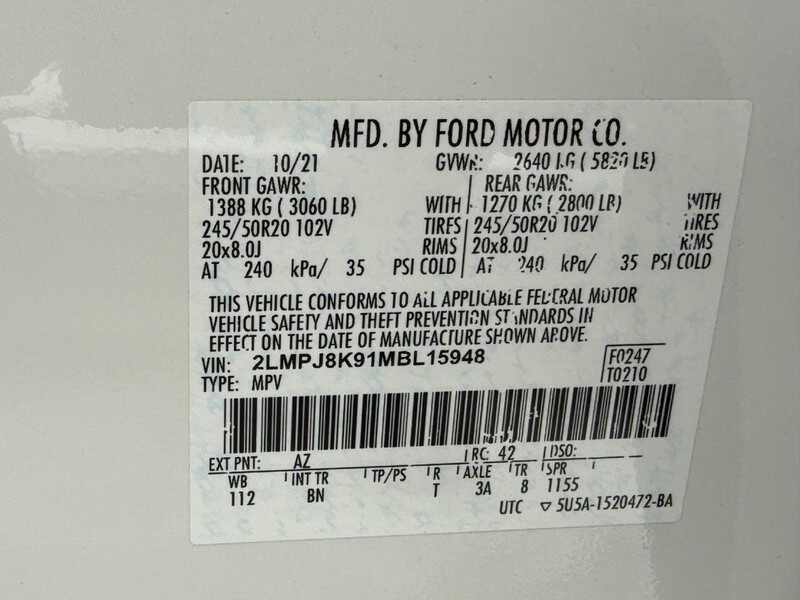 MFD. BY FORD MOTOR CO.
DATE: 10/21 GVWR: 2640 KG ( 5820 LB)
FRONT GAWR: REAR GAWR:
1388 KG ( 3060 LB) WITH 1270 KG ( 2800 LB) WITH
245/50R20 102V TIRES 245/50R20 102V TIRES
20x8.0J RIMS 20x8.0J RIMS
AT 240 kPa/ 35 PSI COLD AT 240 kPa/ 35 PSI COLD
THIS VEHICLE CONFORMS TO ALL APPLICABLE FEDERAL MOTOR
VEHICLE SAFETY AND THEFT PREVENTION STANDARDS IN
EFFECT ON THE DATE OF MANUFACTURE SHOWN ABOVE.
VIN: 2LMPJ8K91MBL15948 F0247
TYPE: MPV T0210
EXT PNT: AZ RC: 42 DSO:
WB INT TR TP/PS R AXLE TR SPR
112 BN T 3A 8 1155
UTC ▽ 5U5A-1520472-BA